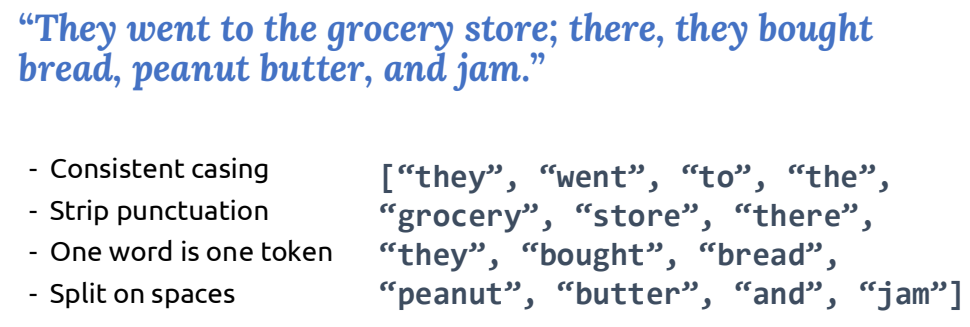 “They went to the grocery store; there, they bought
bread, peanut butter, and jam.”
- Consistent casing
- Strip punctuation
- One word is one token
- Split on spaces
[“they”, “went”, “to”, “the”,
“grocery”, “store”, “there”,
“they”, “bought”, “bread”,
“peanut”, “butter”, “and”, “jam”]